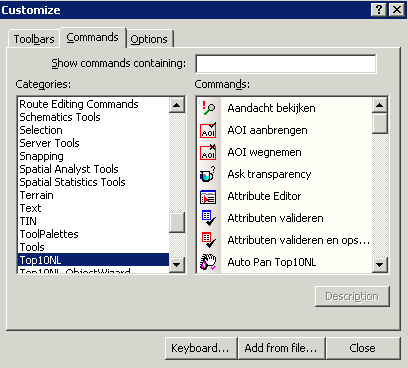 Customize
Toolbars Commands Options
Show commands containing:
Categories: Commands:
Route Editing Commands
Schematics Tools
Selection
Server Tools
Snapping
Spatial Analyst Tools
Spatial Statistics Tools
Terrain
Text
TIN
ToolPalettes
Tools
Top10NL
Top10NL ObjectWizard
Aandacht bekijken
AOI AOI aanbrengen
AOI AOI wegnemen
Ask transparency
Attribute Editor
Attributen valideren
Attributen valideren en ops...
Auto Pan Top10NL
Description
Keyboard... Add from file... Close